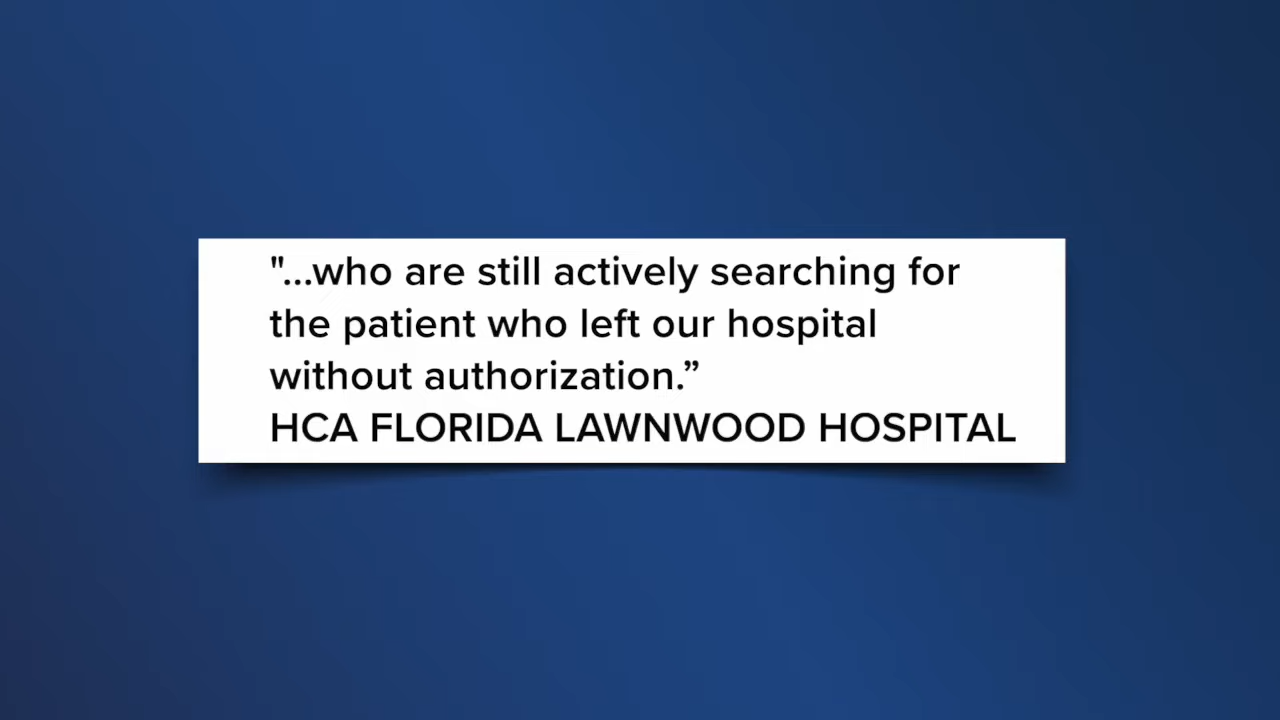 "...who are still actively searching for
the patient who left our hospital
without authorization.”
HCA FLORIDA LAWNWOOD HOSPITAL